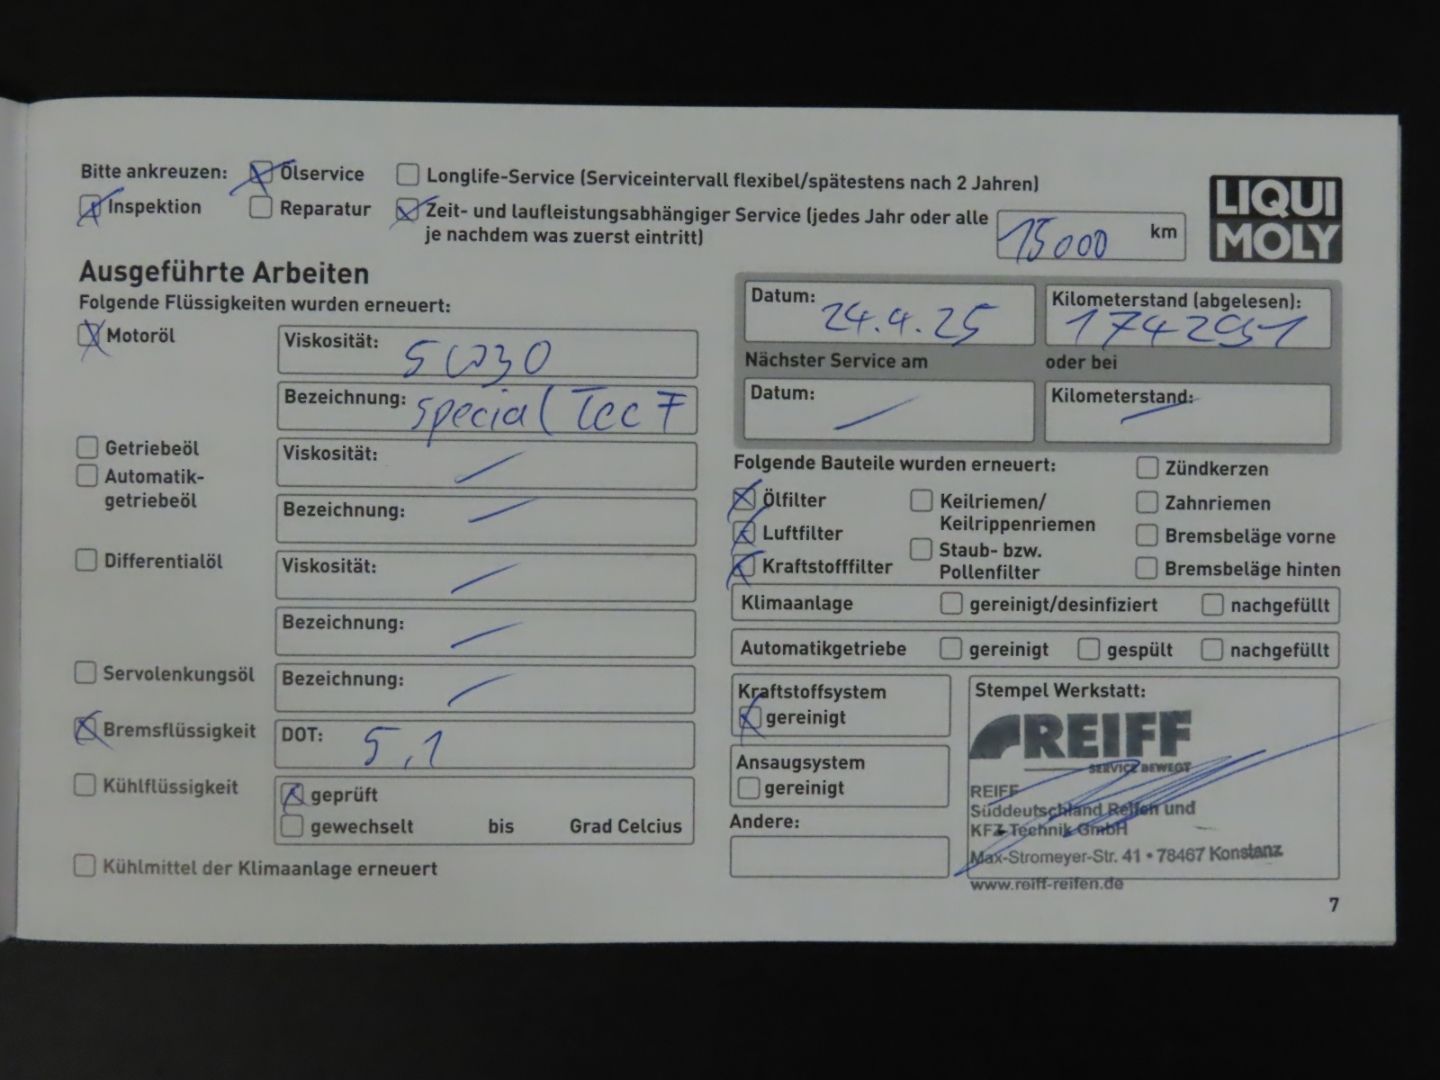 Bitte ankreuzen: Ölservice Longlife-Service (Serviceintervall flexibel/spätestens nach 2 Jahren)
Inspektion Reparatur Zeit- und laufleistungsabhängiger Service (jedes Jahr oder alle 15000 km
je nachdem was zuerst eintritt)
LIQUI
MOLY
Ausgeführte Arbeiten
Folgende Flüssigkeiten wurden erneuert:
Motoröl Viskosität: 5W30
Bezeichnung: Special Tec F
Getriebeöl Viskosität:
Automatik-
getriebeöl
Bezeichnung:
Differentialöl Viskosität:
Bezeichnung:
Servolenkungsöl Bezeichnung:
Bremsflüssigkeit DOT: 5.1
Kühlflüssigkeit geprüft
gewechselt bis Grad Celcius
Kühlmittel der Klimaanlage erneuert
Datum: 24.4.25 Kilometerstand (abgelesen):
Nächster Service am oder bei
Datum: Kilometerstand:
Folgende Bauteile wurden erneuert: Zündkerzen
Ölfilter Keilriemen/ Zahnriemen
Keilrippenriemen
Luftfilter Bremsbeläge vorne
Kraftstofffilter Staub- bzw. Bremsbeläge hinten
Pollenfilter
Klimaanlage gereinigt/desinfiziert nachgefüllt
Automatikgetriebe gereinigt gespült nachgefüllt
Kraftstoffsystem
gereinigt
Ansaugsystem
gereinigt
Andere:
Stempel Werkstatt:
REIFF
SERVICE BEWEGT
REIFF
Süddeutschland Reifen und
KFZ-Technik GmbH
Max-Stromeyer-Str. 41 • 78467 Konstanz
www.reiff-reifen.de
7